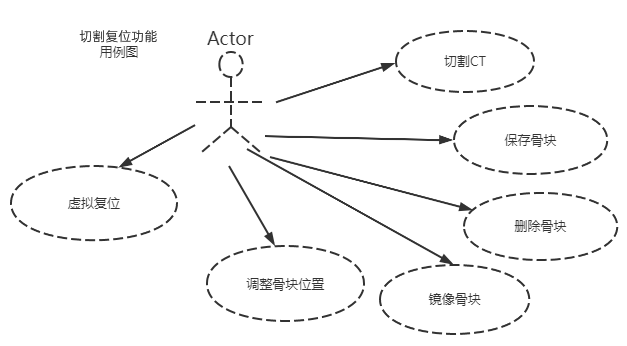 切割复位功能
用例图
Actor
切割CT
保存骨块
删除骨块
虚拟复位
调整骨块位置
镜像骨块